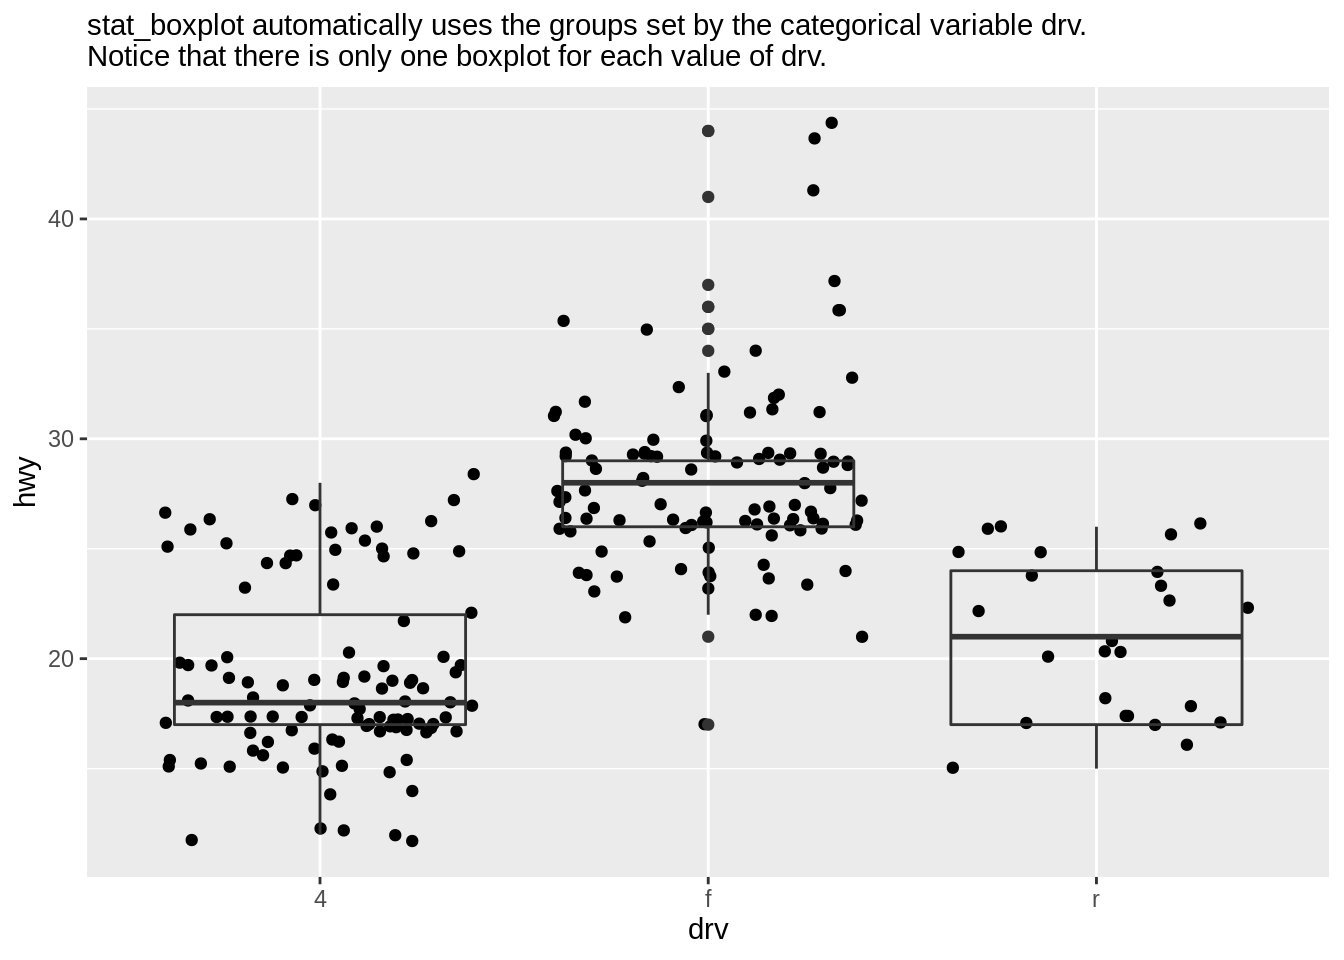 stat_boxplot automatically uses the groups set by the categorical variable drv.
Notice that there is only one boxplot for each value of drv.
40
30
20
hwy
4
f
r
drv